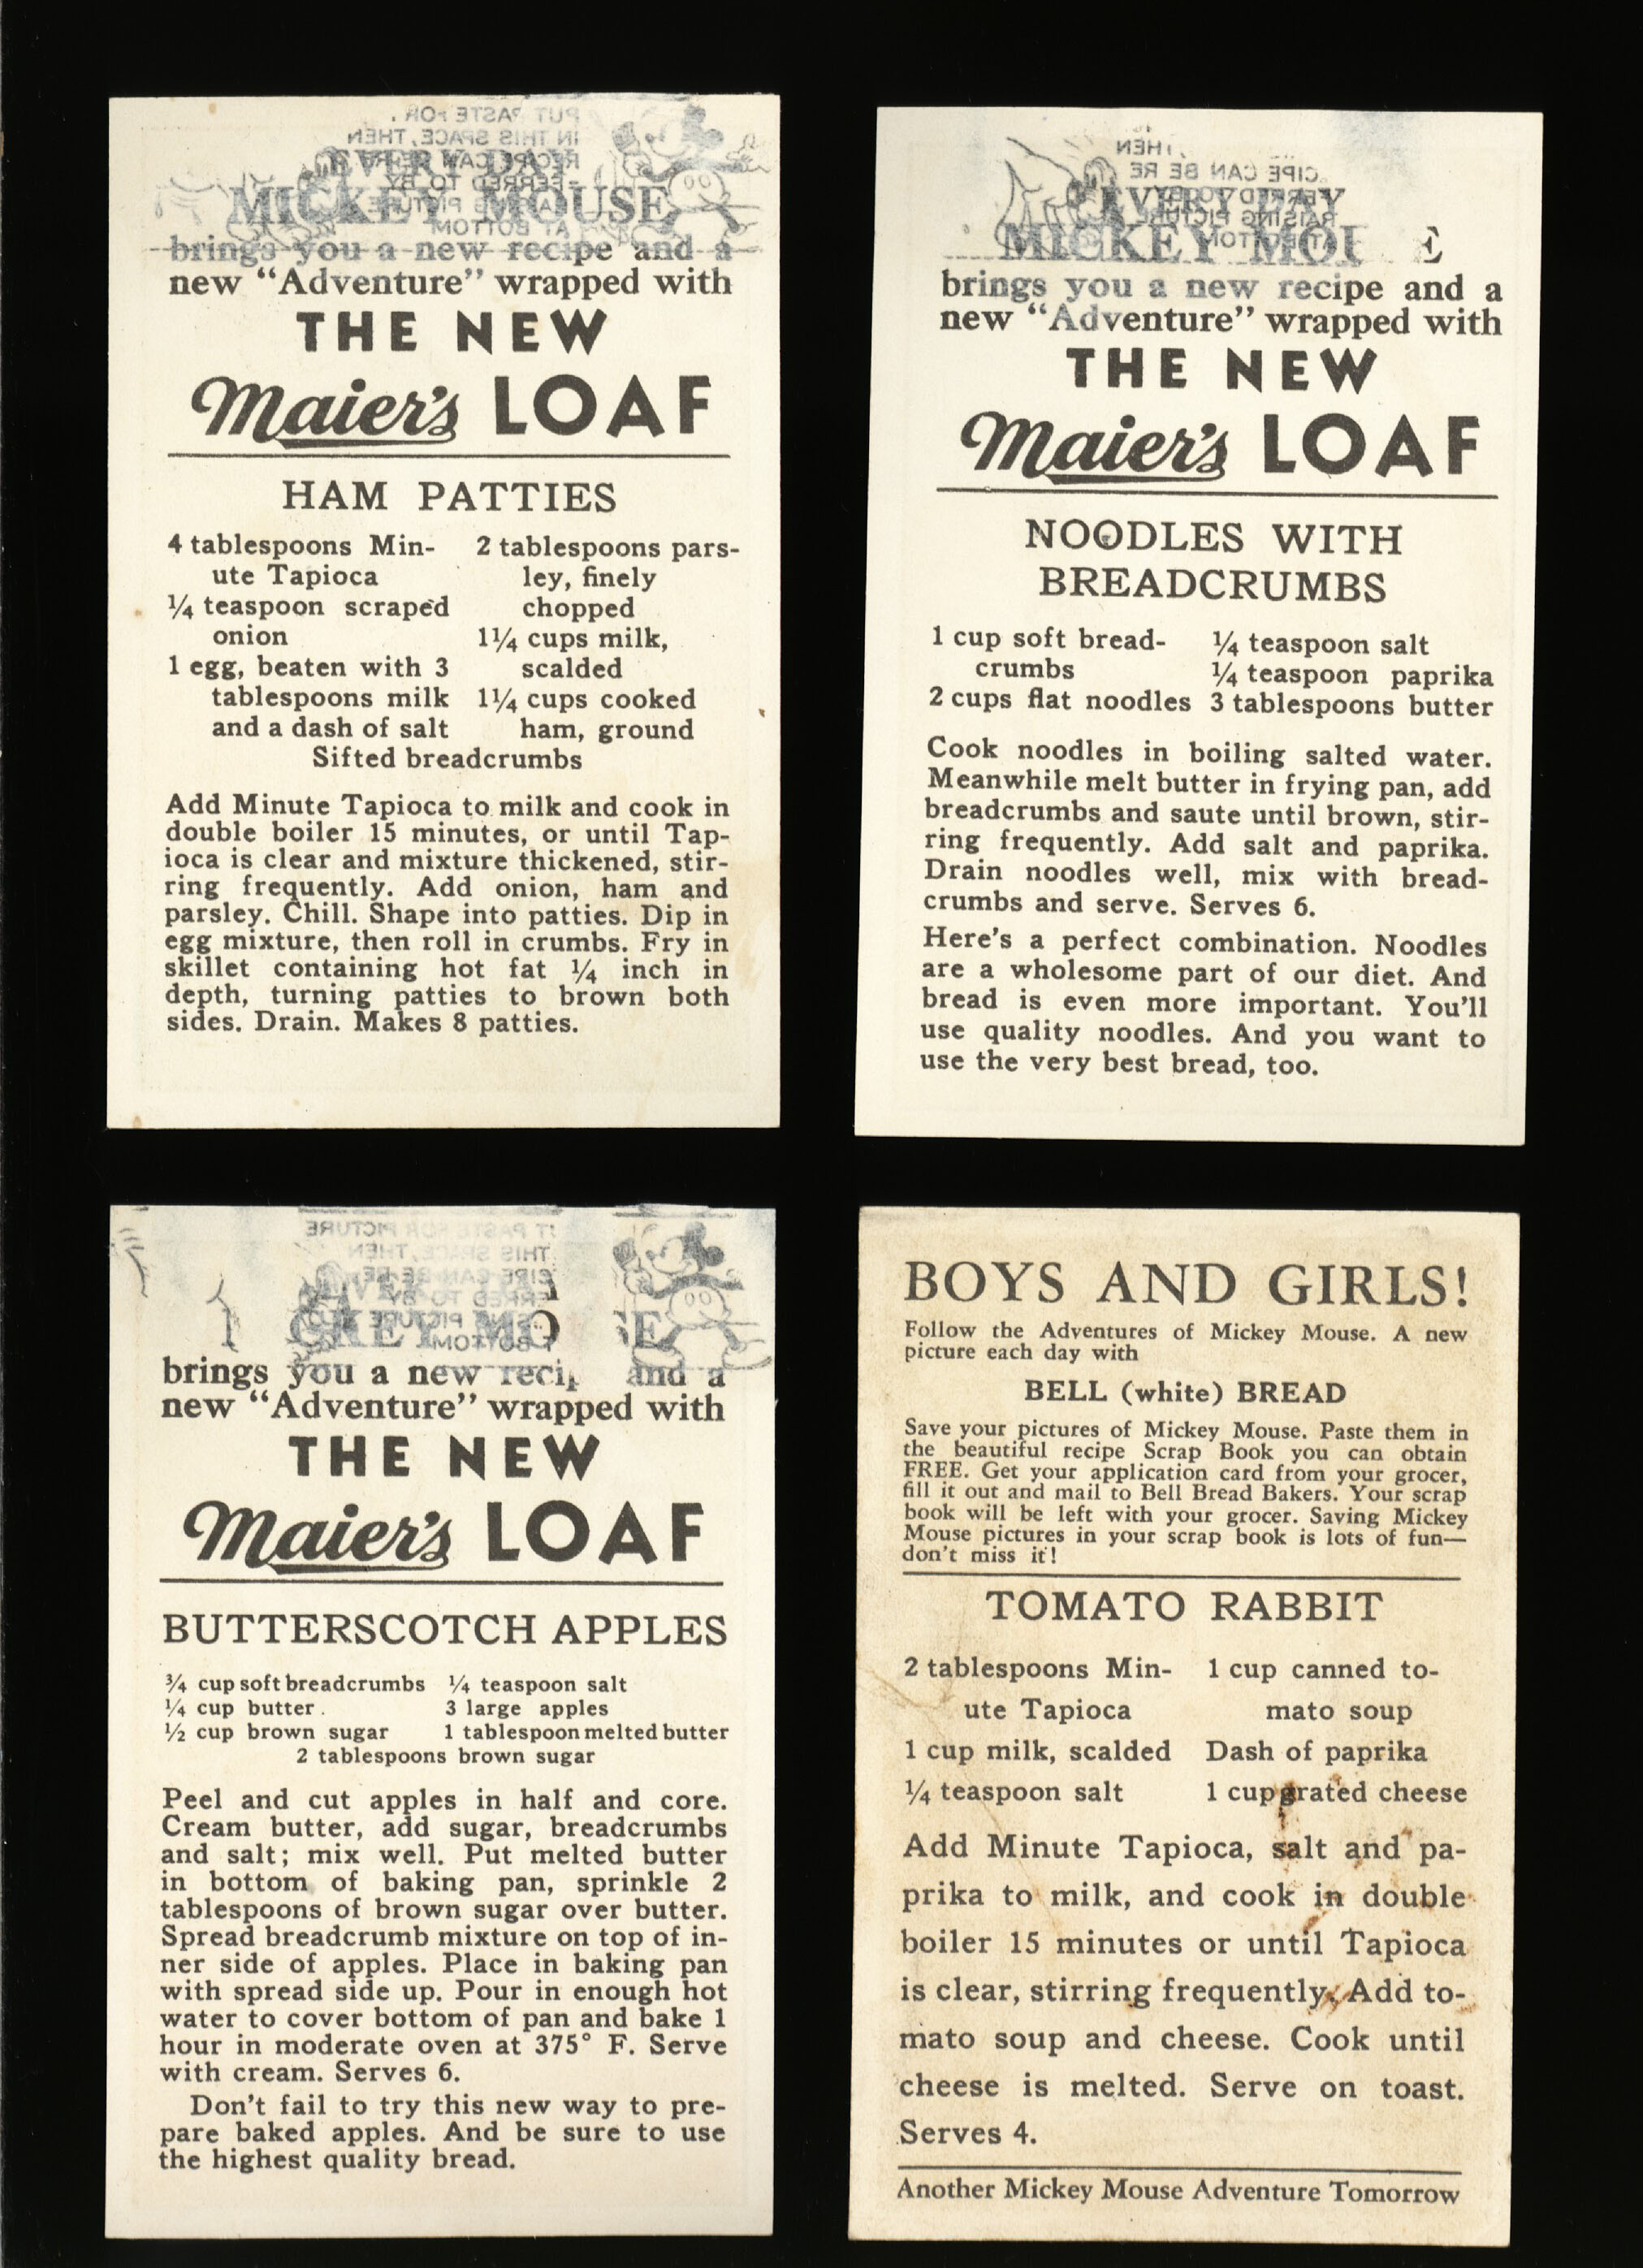 EVERY DAY
MICKEY MOUSE
brings you a new recipe and a
new “Adventure” wrapped with
THE NEW
Maier's LOAF
HAM PATTIES
4 tablespoons Min-
ute Tapioca
¼ teaspoon scraped
onion
1 egg, beaten with 3
tablespoons milk
and a dash of salt
2 tablespoons pars-
ley, finely
chopped
1¼ cups milk,
scalded
1¼ cups cooked
ham, ground
Sifted breadcrumbs
Add Minute Tapioca to milk and cook in
double boiler 15 minutes, or until Tap-
ioca is clear and mixture thickened, stir-
ring frequently. Add onion, ham and
parsley. Chill. Shape into patties. Dip in
egg mixture, then roll in crumbs. Fry in
skillet containing hot fat ¼ inch in
depth, turning patties to brown both
sides. Drain. Makes 8 patties.
EVERY DAY
MICKEY MOU E
brings you a new recipe and a
new “Adventure” wrapped with
THE NEW
Maier's LOAF
NOODLES WITH
BREADCRUMBS
1 cup soft bread-
crumbs
2 cups flat noodles
¼ teaspoon salt
¼ teaspoon paprika
3 tablespoons butter
Cook noodles in boiling salted water.
Meanwhile melt butter in frying pan, add
breadcrumbs and saute until brown, stir-
ring frequently. Add salt and paprika.
Drain noodles well, mix with bread-
crumbs and serve. Serves 6.
Here's a perfect combination. Noodles
are a wholesome part of our diet. And
bread is even more important. You'll
use quality noodles. And you want to
use the very best bread, too.
brings you a new reci and a
new “Adventure” wrapped with
THE NEW
Maier's LOAF
BUTTERSCOTCH APPLES
¾ cup soft breadcrumbs
¼ cup butter
½ cup brown sugar
¼ teaspoon salt
3 large apples
1 tablespoon melted butter
2 tablespoons brown sugar
Peel and cut apples in half and core.
Cream butter, add sugar, breadcrumbs
and salt; mix well. Put melted butter
in bottom of baking pan, sprinkle 2
tablespoons of brown sugar over butter.
Spread breadcrumb mixture on top of in-
ner side of apples. Place in baking pan
with spread side up. Pour in enough hot
water to cover bottom of pan and bake 1
hour in moderate oven at 375° F. Serve
with cream. Serves 6.
Don't fail to try this new way to pre-
pare baked apples. And be sure to use
the highest quality bread.
BOYS AND GIRLS!
Follow the Adventures of Mickey Mouse. A new
picture each day with
BELL (white) BREAD
Save your pictures of Mickey Mouse. Paste them in
the beautiful recipe Scrap Book you can obtain
FREE. Get your application card from your grocer,
fill it out and mail to Bell Bread Bakers. Your scrap
book will be left with your grocer. Saving Mickey
Mouse pictures in your scrap book is lots of fun—
don't miss it!
TOMATO RABBIT
2 tablespoons Min-
ute Tapioca
1 cup milk, scalded
¼ teaspoon salt
1 cup canned to-
mato soup
Dash of paprika
1 cup grated cheese
Add Minute Tapioca, salt and pa-
prika to milk, and cook in double
boiler 15 minutes or until Tapioca
is clear, stirring frequently. Add to-
mato soup and cheese. Cook until
cheese is melted. Serve on toast.
Serves 4.
Another Mickey Mouse Adventure Tomorrow